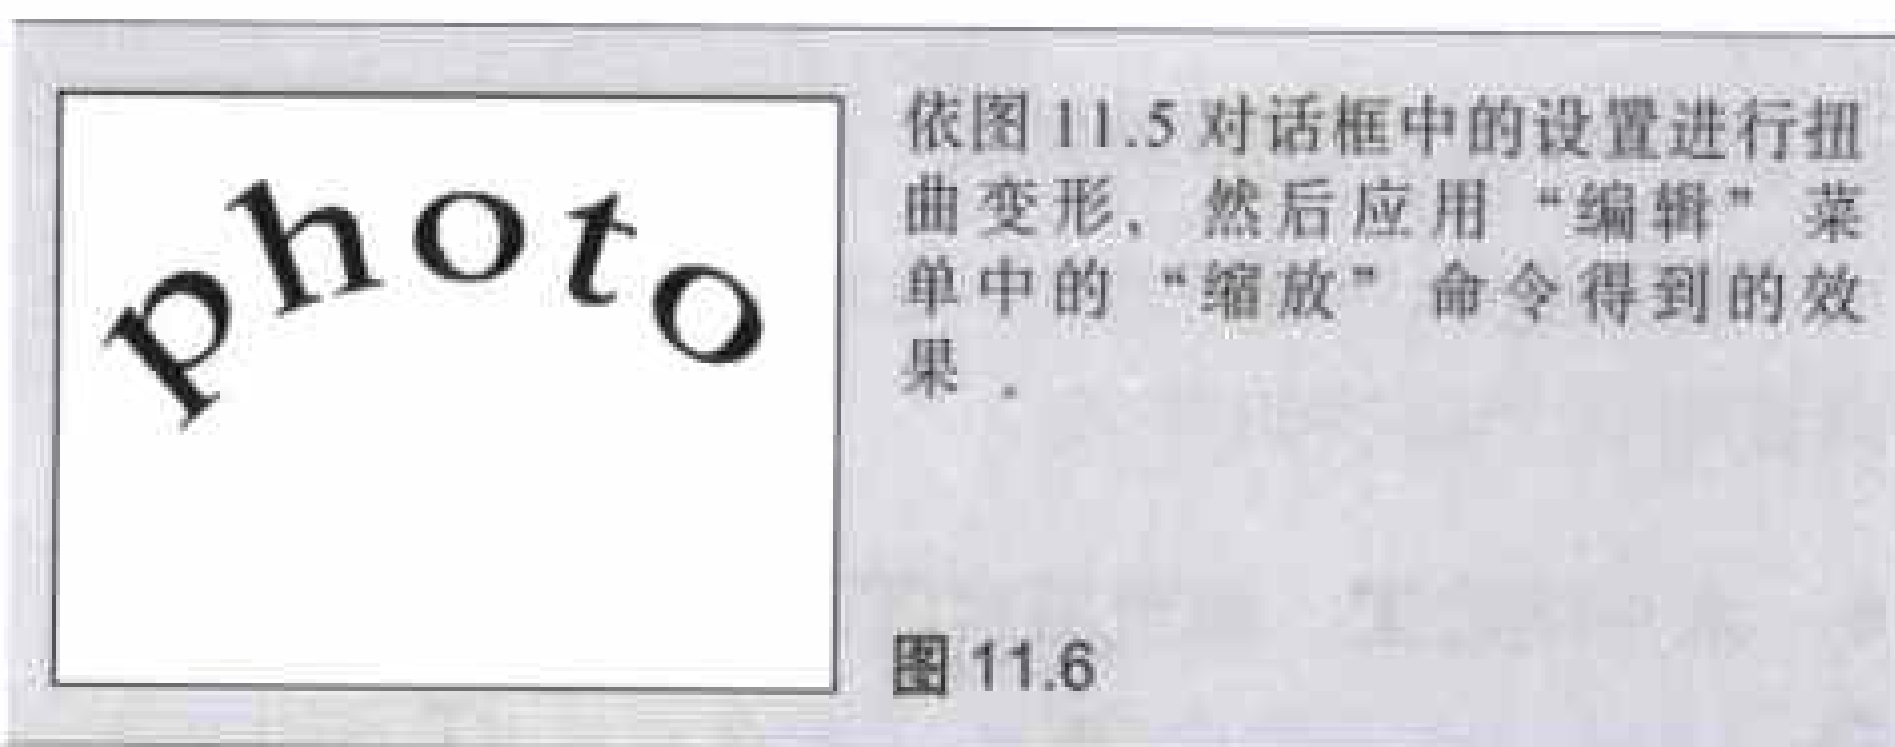 photo
依图 11.5 对话框中的设置进行扭
曲变形，然后应用“编辑”菜
单中的“缩放”命令得到的效
果．
图 11.6